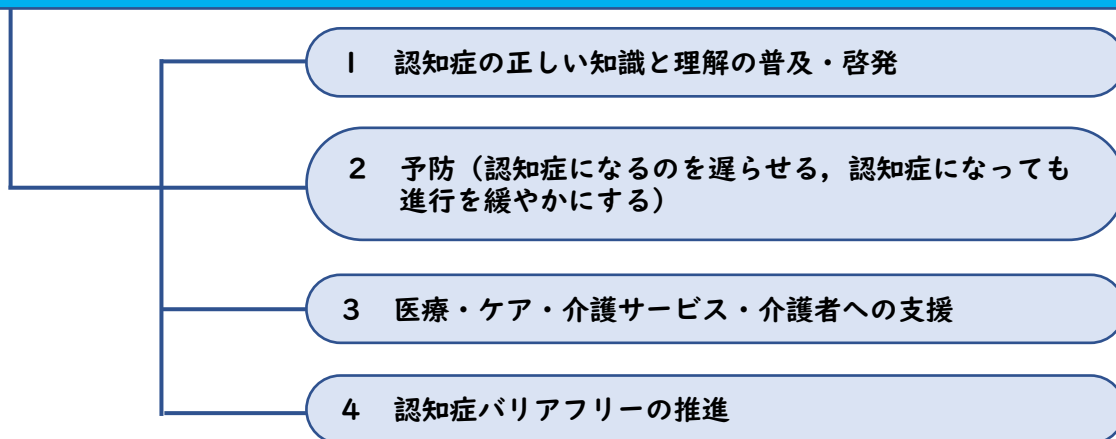 1 認知症の正しい知識と理解の普及・啓発
2 予防（認知症になるのを遅らせる，認知症になっても
進行を緩やかにする）
3 医療・ケア・介護サービス・介護者への支援
4 認知症バリアフリーの推進